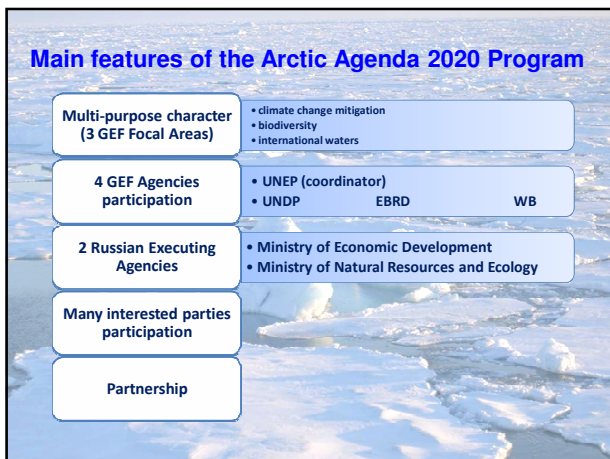 Main features of the Arctic Agenda 2020 Program
Multi-purpose character
(3 GEF Focal Areas)
• climate change mitigation
• biodiversity
• international waters
4 GEF Agencies
participation
• UNEP (coordinator)
• UNDP EBRD WB
2 Russian Executing
Agencies
• Ministry of Economic Development
• Ministry of Natural Resources and Ecology
Many interested parties
participation
Partnership